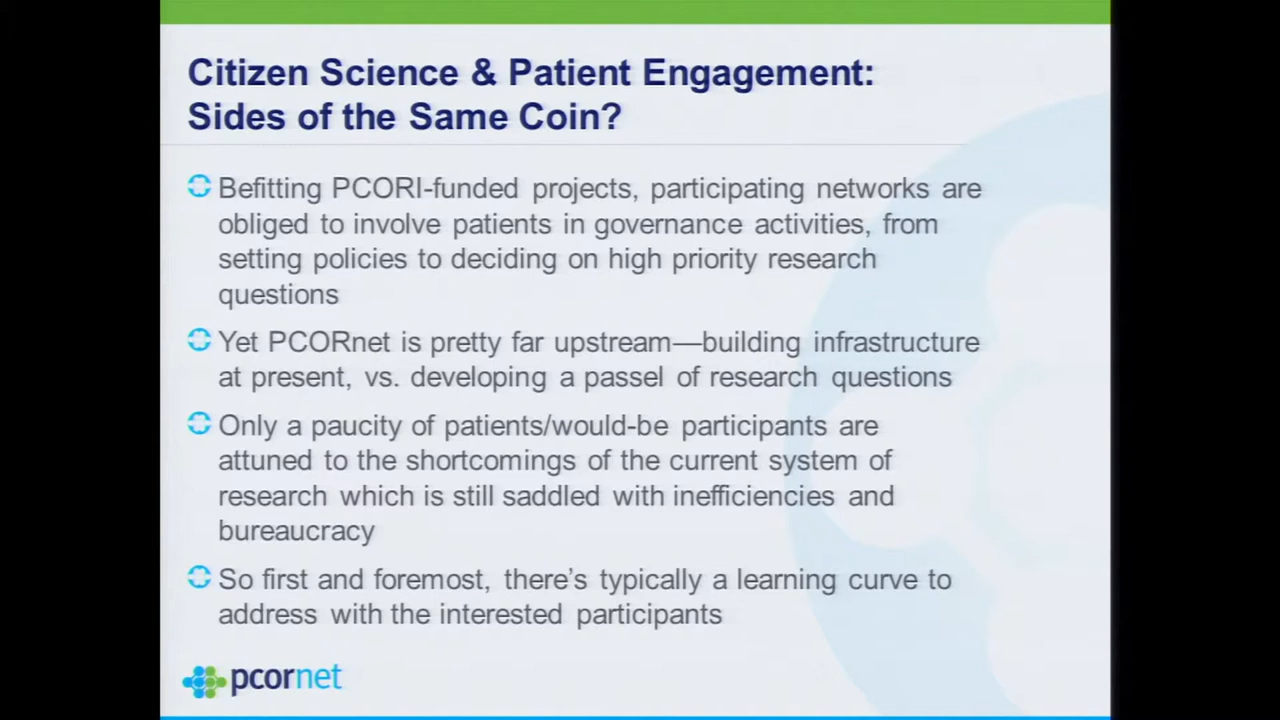 Citizen Science & Patient Engagement:
Sides of the Same Coin?
Befitting PCORI-funded projects, participating networks are
obliged to involve patients in governance activities, from
setting policies to deciding on high priority research
questions
Yet PCORnet is pretty far upstream—building infrastructure
at present, vs. developing a passel of research questions
Only a paucity of patients/would-be participants are
attuned to the shortcomings of the current system of
research which is still saddled with inefficiencies and
bureaucracy
So first and foremost, there’s typically a learning curve to
address with the interested participants
pcornet